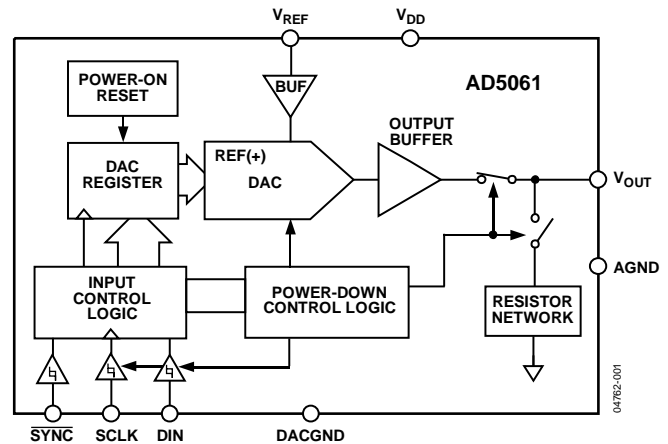 VREF
VDD
BUF
AD5061
POWER-ON
RESET
OUTPUT
BUFFER
REF(+)
DAC
REGISTER
DAC
VOUT
AGND
INPUT
CONTROL
LOGIC
POWER-DOWN
CONTROL LOGIC
RESISTOR
NETWORK
SYNC
SCLK
DIN
DACGND
04762-001